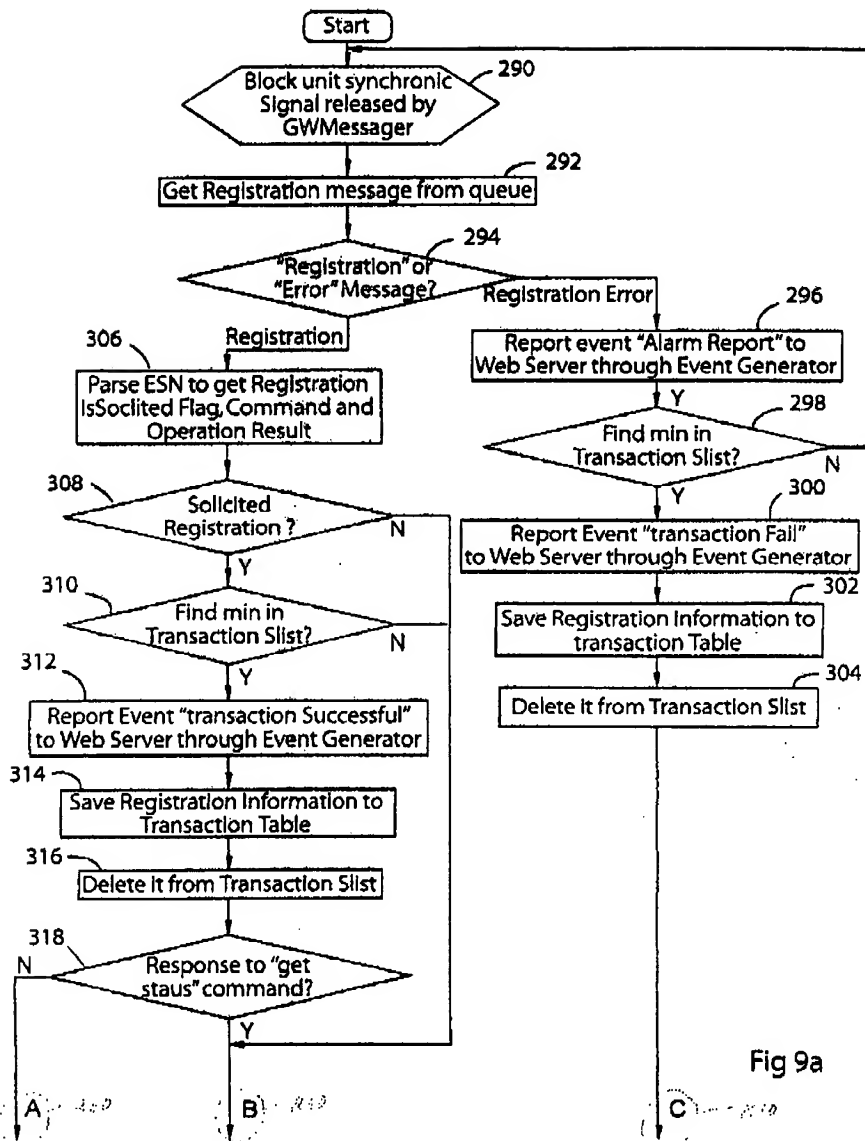 Start
290
Block unit synchronic
Signal released by
GWMessager
292
Get Registration message from queue
294
"Registration" or
"Error" Message?
Registration Error
296
Report event "Alarm Report" to
Web Server through Event Generator
Y
298
Find min in
Transaction Slist?
N
Y
300
Report Event "transaction Fail"
to Web Server through Event Generator
302
Save Registration Information to
transaction Table
304
Delete it from Transaction Slist
Registration
306
Parse ESN to get Registration
IsSoclited Flag, Command and
Operation Result
308
Solicited
Registration ?
N
Y
310
Find min in
Transaction Slist?
N
Y
312
Report Event "transaction Successful"
to Web Server through Event Generator
314
Save Registration Information to
Transaction Table
316
Delete it from Transaction Slist
318
N
Response to "get
staus" command?
Y
Fig 9a
A
B
C